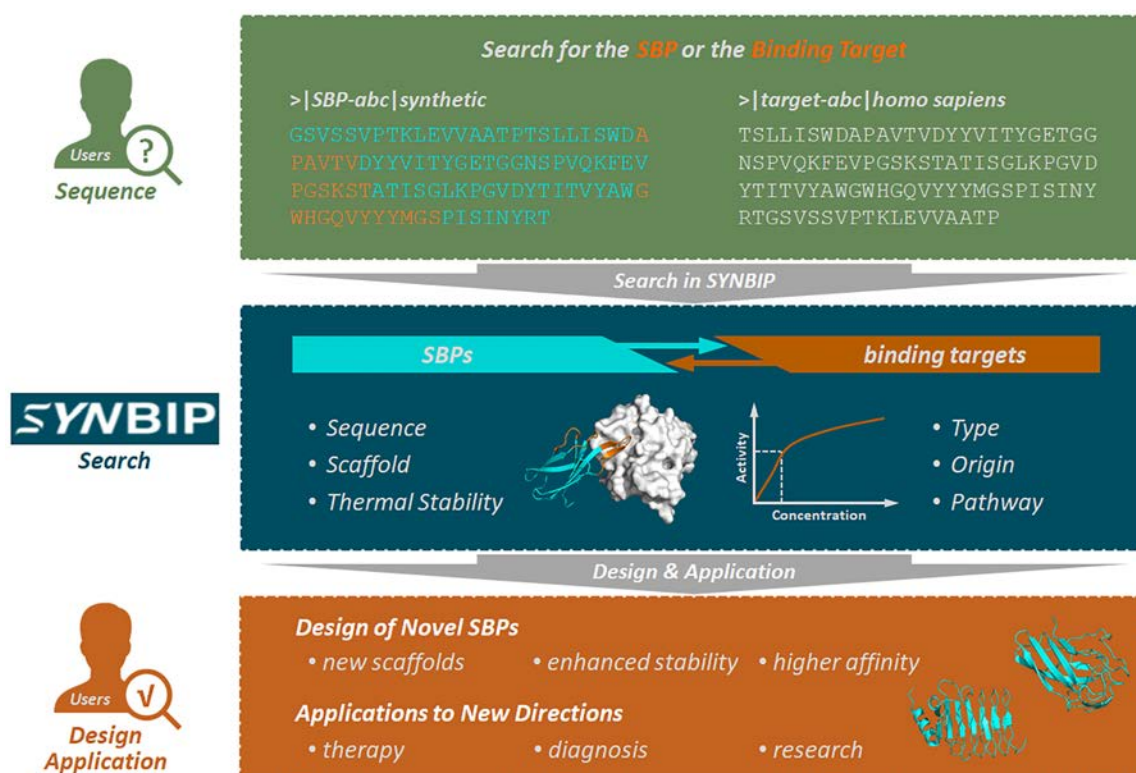 Search for the SBP or the Binding Target
>|SBP-abc|synthetic
GSVSSVPTKLEVVAATPTSLLISWDA
PAVTVDYYVITYGETGGNSPVQKFEV
PGSKSTATISGLKPGVDYTITVYAWG
WHGQVYYYMGSPISINYRT
>|target-abc|homo sapiens
TSLLISWDAPAVTVDYYVITYGETGG
NSPVQKFEVPGSKSTATISGLKPGVD
YTITVYAWGWHGQVYYYMGSPISINY
RTGSVSSVPTKLEVVAATP
Users ?
Sequence
Search in SYNBIP
SYNBIP
Search
SBPs
binding targets
• Sequence
• Scaffold
• Thermal Stability
Activity
Concentration
• Type
• Origin
• Pathway
Design & Application
Users √
Design
Application
Design of Novel SBPs
• new scaffolds • enhanced stability • higher affinity
Applications to New Directions
• therapy • diagnosis • research